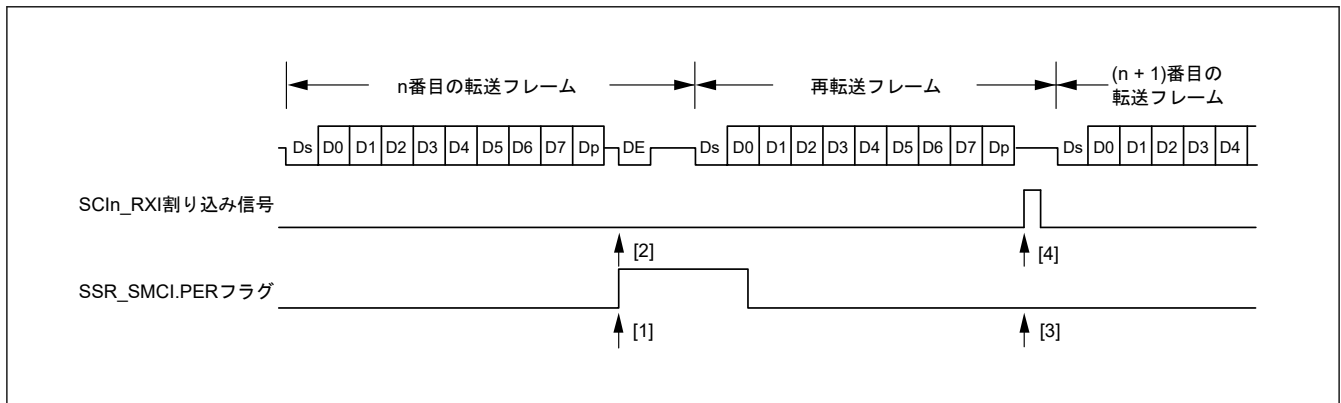 n番目の転送フレーム
再転送フレーム
(n + 1)番目の
転送フレーム
Ds D0 D1 D2 D3 D4 D5 D6 D7 Dp DE Ds D0 D1 D2 D3 D4 D5 D6 D7 Dp Ds D0 D1 D2 D3 D4
SCIn_RXI割り込み信号
[2] [4]
SSR_SMCI.PERフラグ
[1] [3]